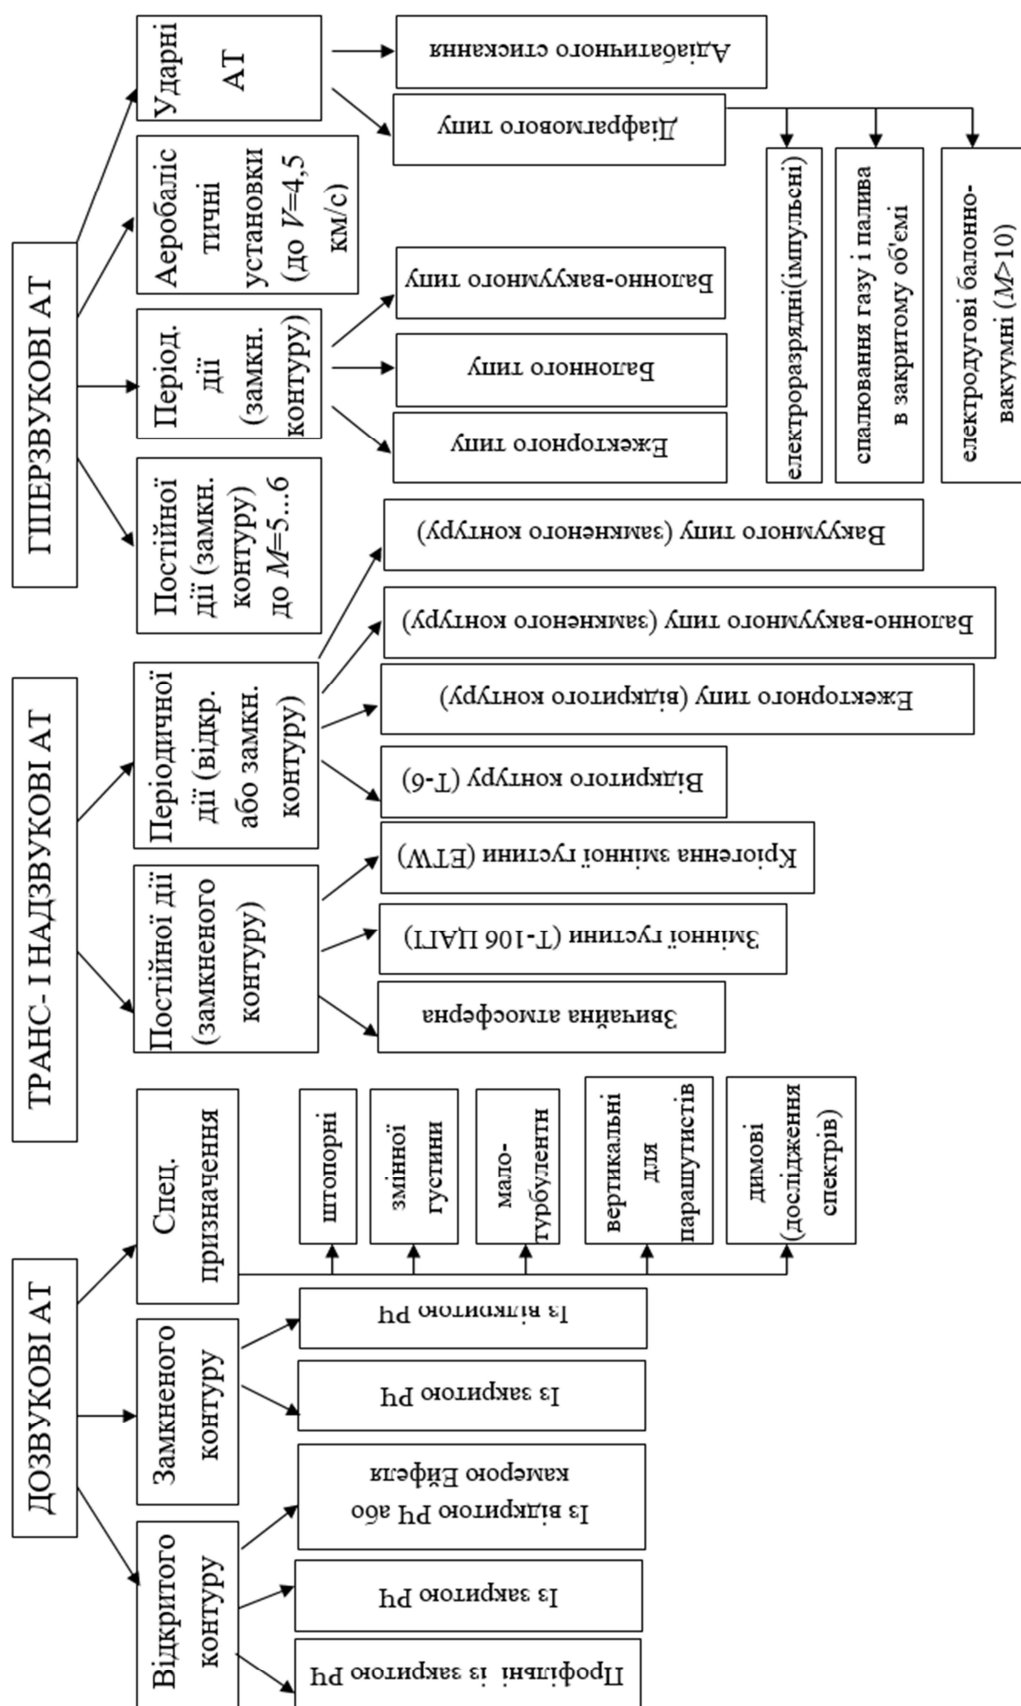 ДОЗВУКОВІ АТ
Відкритого
контуру
Профільні із закритою РЧ
Із закритою РЧ
Із відкритою РЧ або
камерою Ейфеля
Замкненого
контуру
Із закритою РЧ
Із відкритою РЧ
Спец.
призначення
штопорні
змінної
густини
мало-
турбулентн
вертикальні
для
парашутистів
димові
(дослідження
спектрів)
ТРАНС- І НАДЗВУКОВІ АТ
Постійної дії
(замкненого
контуру)
Звичайна атмосферна
Змінної густини (Т-106 ЦАГІ)
Кріогенна змінної густини (ETW)
Періодичної
дії (відкр.
або замкн.
контуру)
Відкритого контуру (Т-6)
Ежекторного типу (відкритого контуру)
Балонно-вакуумного типу (замкненого контуру)
Вакуумного типу (замкненого контуру)
ГІПЕРЗВУКОВІ АТ
Постійної
дії (замкн.
контуру)
до M=5...6
Період.
дії
(замкн.
контуру)
Ежекторного типу
Балонного типу
Балонно-вакуумного типу
Аеробаліс
тичні
установки
(до V=4,5
км/с)
Ударні
АТ
Діафрагмового типу
Адіабатичного стискання
електроразрядні(імпульсні)
спалювання газу і палива
в закритому об'ємі
електродугові балонно-
вакуумні (M>10)